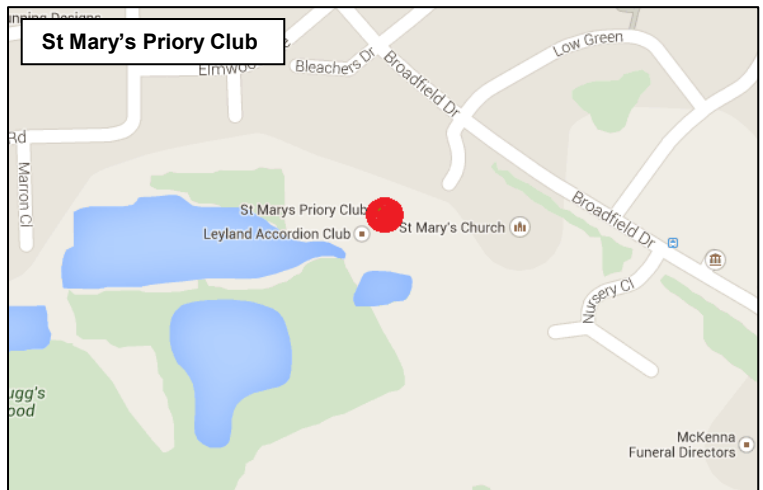 St Mary's Priory Club
Designs
Bleachers Dr
Broadfield Dr
Low Green
Rd
Marron Cl
St Marys Priory Club
Leyland Accordion Club
St Mary's Church
Broadfield Dr
Nursery Cl
McKenna
Funeral Directors